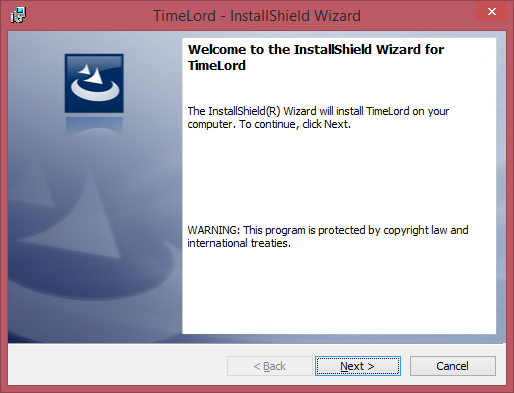 TimeLord - InstallShield Wizard
Welcome to the InstallShield Wizard for
TimeLord
The InstallShield(R) Wizard will install TimeLord on your
computer. To continue, click Next.
WARNING: This program is protected by copyright law and
international treaties.
< Back
Next >
Cancel